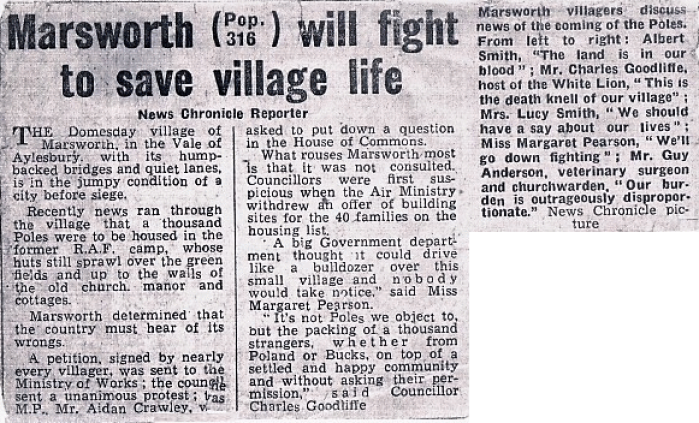 Marsworth (Pop. 316) will fight
to save village life
News Chronicle Reporter
THE Domesday village of
Marsworth, in the Vale of
Aylesbury, with its hump-
backed bridges and quiet lanes,
is in the jumpy condition of a
city before siege.
Recently news ran through
the village that a thousand
Poles were to be housed in the
former R.A.F. camp, whose
huts still sprawl over the green
fields and up to the walls of
the old church, manor and
cottages.
Marsworth determined that
the country must hear of its
wrongs.
A petition, signed by nearly
every villager, was sent to the
Ministry of Works; the council
sent a unanimous protest;
M.P., Mr. Aidan Crawley,
asked to put down a question
in the House of Commons.
What rouses Marsworth most
is that it was not consulted.
Councillors were first sus-
picious when the Air Ministry
withdrew an offer of building
sites for the 40 families on the
housing list.
"A big Government depart-
ment thought it could drive
like a bulldozer over this
small village and nobody
would take notice," said Miss
Margaret Pearson.
"It's not Poles we object to,
but the packing of a thousand
strangers, whether from
Poland or Bucks, on top of a
settled and happy community
and without asking their per-
mission," said Councillor
Charles Goodliffe
Marsworth villagers discuss
news of the coming of the Poles.
From left to right: Albert
Smith, "The land is in our
blood"; Mr. Charles Goodliffe,
host of the White Lion, "This is
the death knell of our village";
Mrs. Lucy Smith, "We should
have a say about our lives";
Miss Margaret Pearson, "We'll
go down fighting"; Mr. Guy
Anderson, veterinary surgeon
and churchwarden, "Our bur-
den is outrageously dispropor-
tionate." News Chronicle pic-
ture